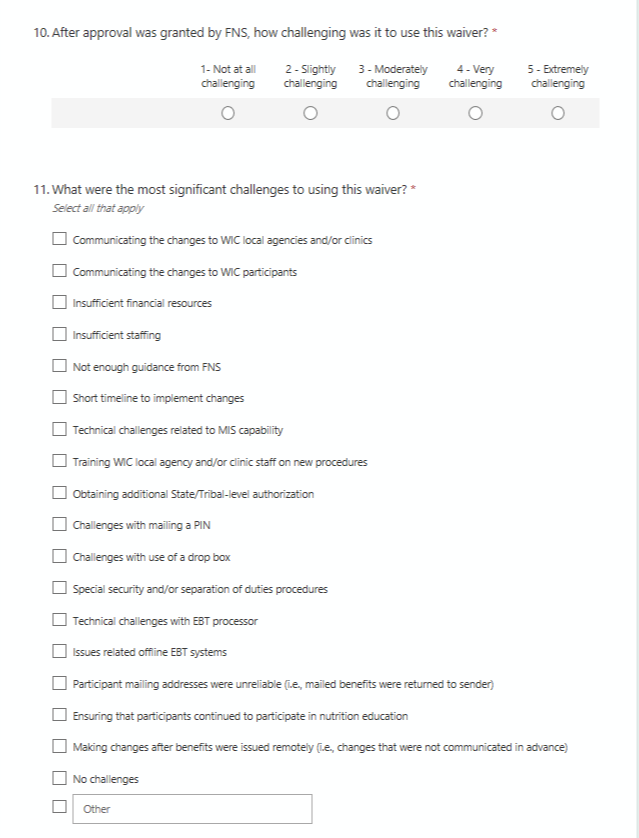 10. After approval was granted by FNS, how challenging was it to use this waiver? *
1- Not at all challenging
2 - Slightly challenging
3 - Moderately challenging
4 - Very challenging
5 - Extremely challenging
11. What were the most significant challenges to using this waiver? *
Select all that apply
Communicating the changes to WIC local agencies and/or clinics
Communicating the changes to WIC participants
Insufficient financial resources
Insufficient staffing
Not enough guidance from FNS
Short timeline to implement changes
Technical challenges related to MIS capability
Training WIC local agency and/or clinic staff on new procedures
Obtaining additional State/Tribal-level authorization
Challenges with mailing a PIN
Challenges with use of a drop box
Special security and/or separation of duties procedures
Technical challenges with EBT processor
Issues related offline EBT systems
Participant mailing addresses were unreliable (i.e., mailed benefits were returned to sender)
Ensuring that participants continued to participate in nutrition education
Making changes after benefits were issued remotely (i.e., changes that were not communicated in advance)
No challenges
Other